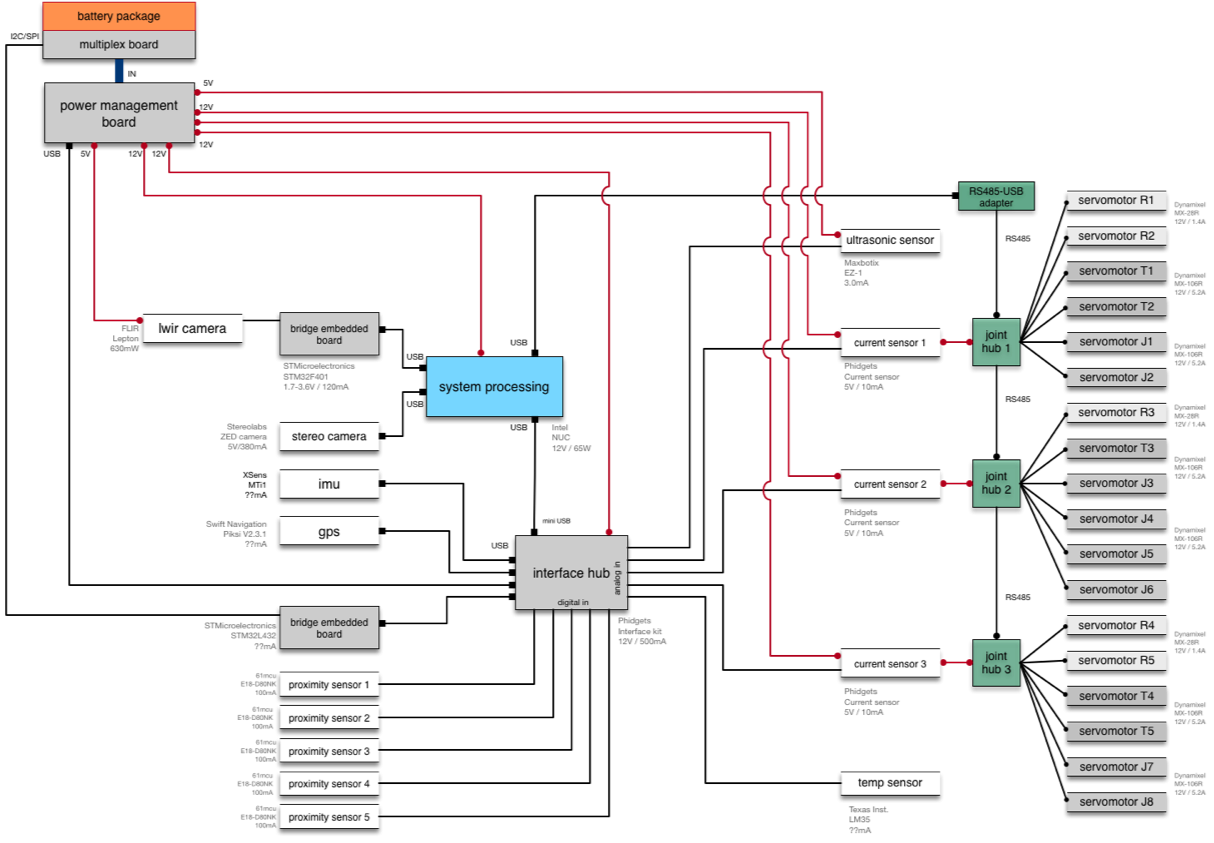 battery package
I2C/SPI
multiplex board
IN
power management
board
5V
12V
12V
USB
5V
12V
12V
RS485-USB
adapter
RS485
ultrasonic sensor
Maxbotix
EZ-1
3.0mA
FLIR
Lepton
630mW
lwir camera
bridge embedded
board
STMicroelectronics
STM32F401
1.7-3.6V / 120mA
USB
USB
USB
system processing
USB
Intel
NUC
12V / 65W
Stereolabs
ZED camera
5V/380mA
stereo camera
XSens
MTi1
??mA
imu
Swift Navigation
Piksi V2.3.1
??mA
gps
mini USB
USB
interface hub
analog in
digital in
Phidgets
Interface kit
12V / 500mA
STMicroelectronics
STM32L432
??mA
bridge embedded
board
61mcu
E18-D80NK
100mA
proximity sensor 1
61mcu
E18-D80NK
100mA
proximity sensor 2
61mcu
E18-D80NK
100mA
proximity sensor 3
61mcu
E18-D80NK
100mA
proximity sensor 4
61mcu
E18-D80NK
100mA
proximity sensor 5
current sensor 1
Phidgets
Current sensor
5V / 10mA
current sensor 2
Phidgets
Current sensor
5V / 10mA
current sensor 3
Phidgets
Current sensor
5V / 10mA
temp sensor
Texas Inst.
LM35
??mA
joint
hub 1
RS485
joint
hub 2
RS485
joint
hub 3
servomotor R1
servomotor R2
Dynamixel
MX-28R
12V / 1.4A
servomotor T1
servomotor T2
Dynamixel
MX-106R
12V / 5.2A
servomotor J1
servomotor J2
Dynamixel
MX-106R
12V / 5.2A
servomotor R3
Dynamixel
MX-28R
12V / 1.4A
servomotor T3
servomotor J3
Dynamixel
MX-106R
12V / 5.2A
servomotor J4
servomotor J5
servomotor J6
Dynamixel
MX-106R
12V / 5.2A
servomotor R4
servomotor R5
Dynamixel
MX-28R
12V / 1.4A
servomotor T4
servomotor T5
Dynamixel
MX-106R
12V / 5.2A
servomotor J7
servomotor J8
Dynamixel
MX-106R
12V / 5.2A